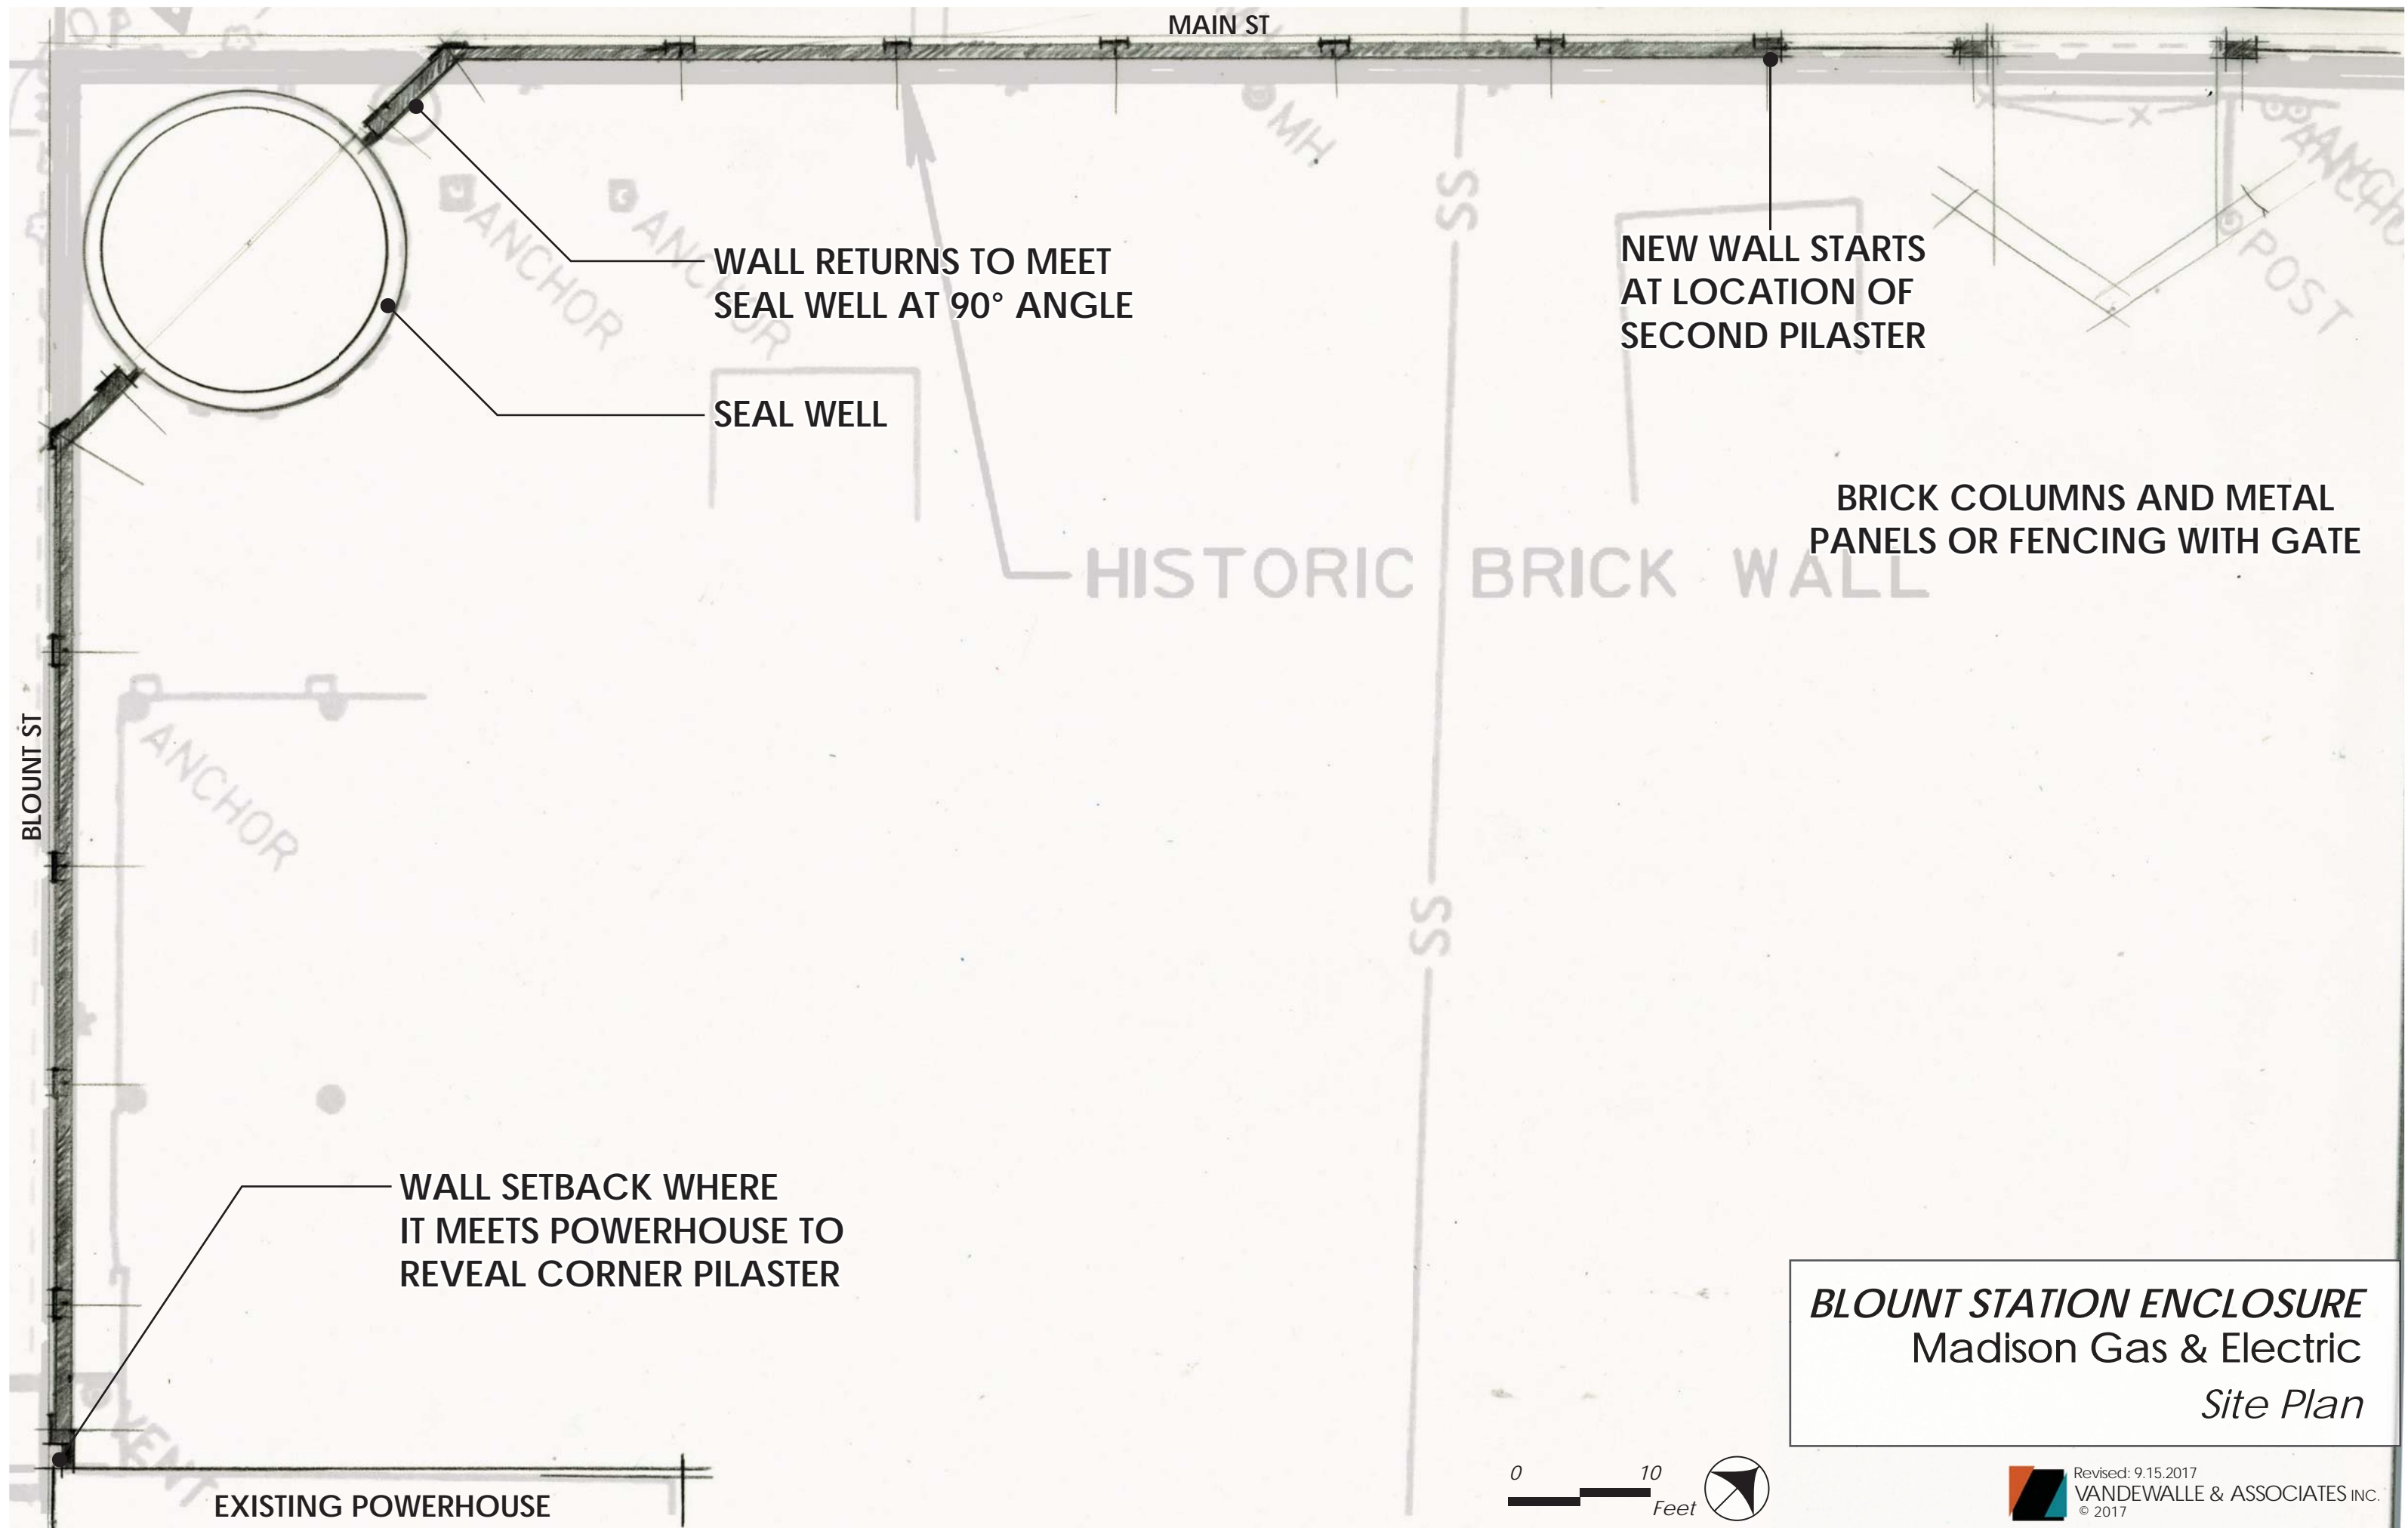 MAIN ST
MH
ANCHOR
ANCHOR
SS
POST
WALL RETURNS TO MEET
SEAL WELL AT 90° ANGLE
SEAL WELL
NEW WALL STARTS
AT LOCATION OF
SECOND PILASTER
BRICK COLUMNS AND METAL
PANELS OR FENCING WITH GATE
HISTORIC BRICK WALL
BLOUNT ST
ANCHOR
SS
WALL SETBACK WHERE
IT MEETS POWERHOUSE TO
REVEAL CORNER PILASTER
VENT
EXISTING POWERHOUSE
BLOUNT STATION ENCLOSURE
Madison Gas & Electric
Site Plan
0 10
Feet
Revised: 9.15.2017
VANDEWALLE & ASSOCIATES INC.
© 2017